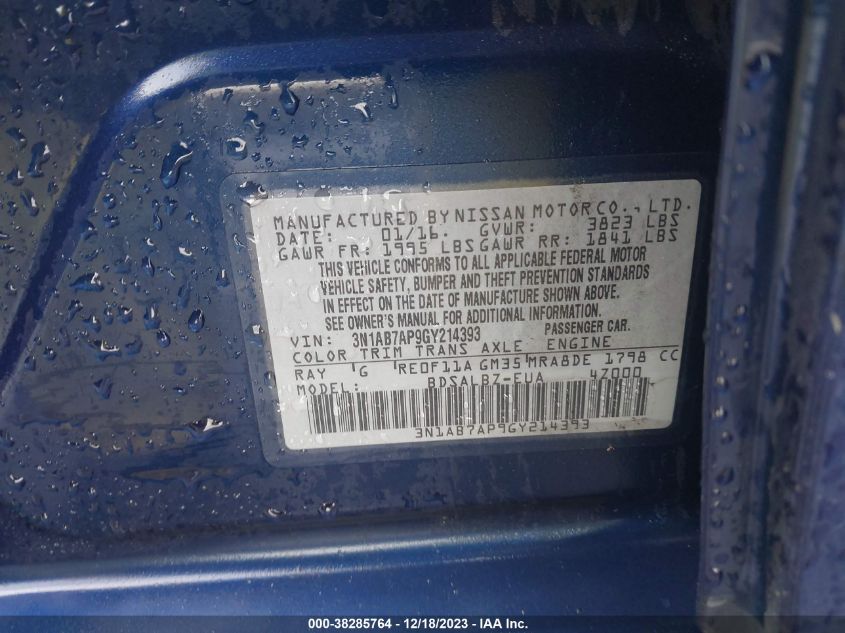 MANUFACTURED BY NISSAN MOTOR CO., LTD.
DATE: 01/16. GVWR: 3823 LBS
GAWR FR: 1995 LBS GAWR RR: 1841 LBS
THIS VEHICLE CONFORMS TO ALL APPLICABLE FEDERAL MOTOR
VEHICLE SAFETY, BUMPER AND THEFT PREVENTION STANDARDS
IN EFFECT ON THE DATE OF MANUFACTURE SHOWN ABOVE.
SEE OWNER'S MANUAL FOR ADDITIONAL INFORMATION.
VIN: 3N1AB7AP9GY214393 PASSENGER CAR.
COLOR TRIM TRANS AXLE ENGINE
RAY G RE0F11A GM35 MRA8DE 1798 CC
MODEL: BDSALBZ-EUA 4Z000
3N1AB7AP9GY214393
000-38285764 - 12/18/2023 - IAA Inc.